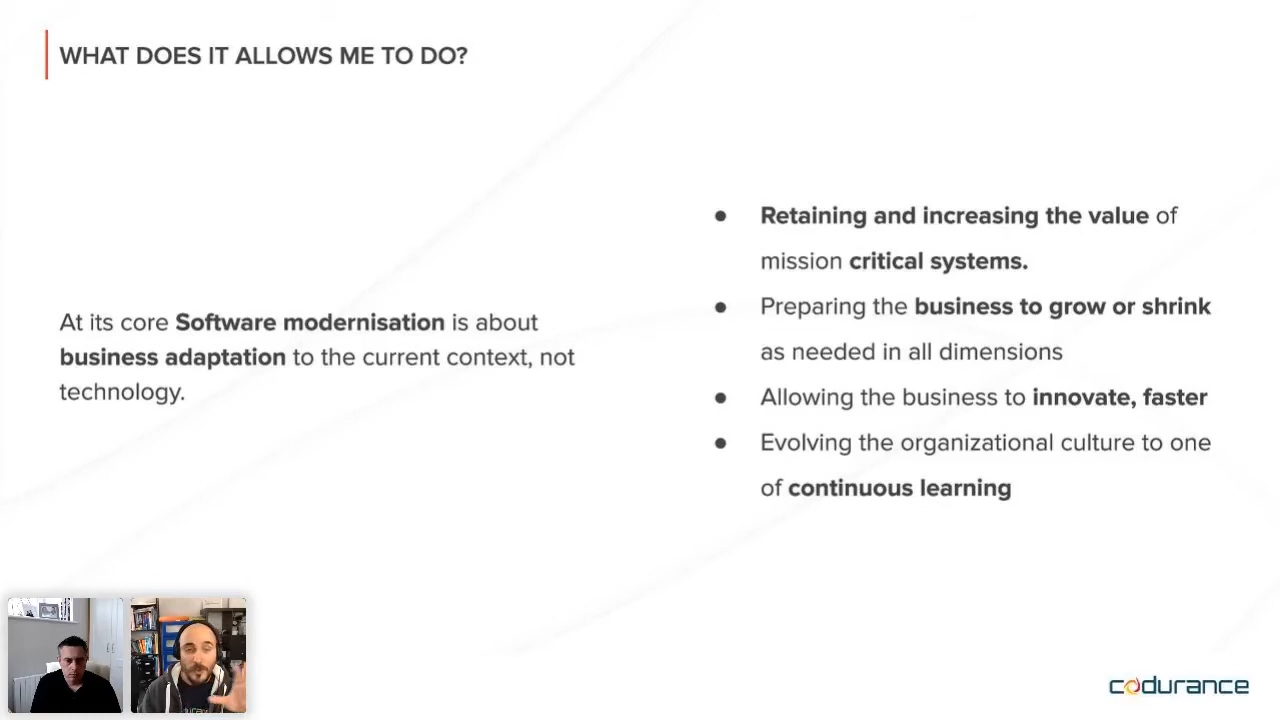 WHAT DOES IT ALLOWS ME TO DO?
At its core Software modernisation is about
business adaptation to the current context, not
technology.
● Retaining and increasing the value of
mission critical systems.
● Preparing the business to grow or shrink
as needed in all dimensions
● Allowing the business to innovate, faster
● Evolving the organizational culture to one
of continuous learning
codurance